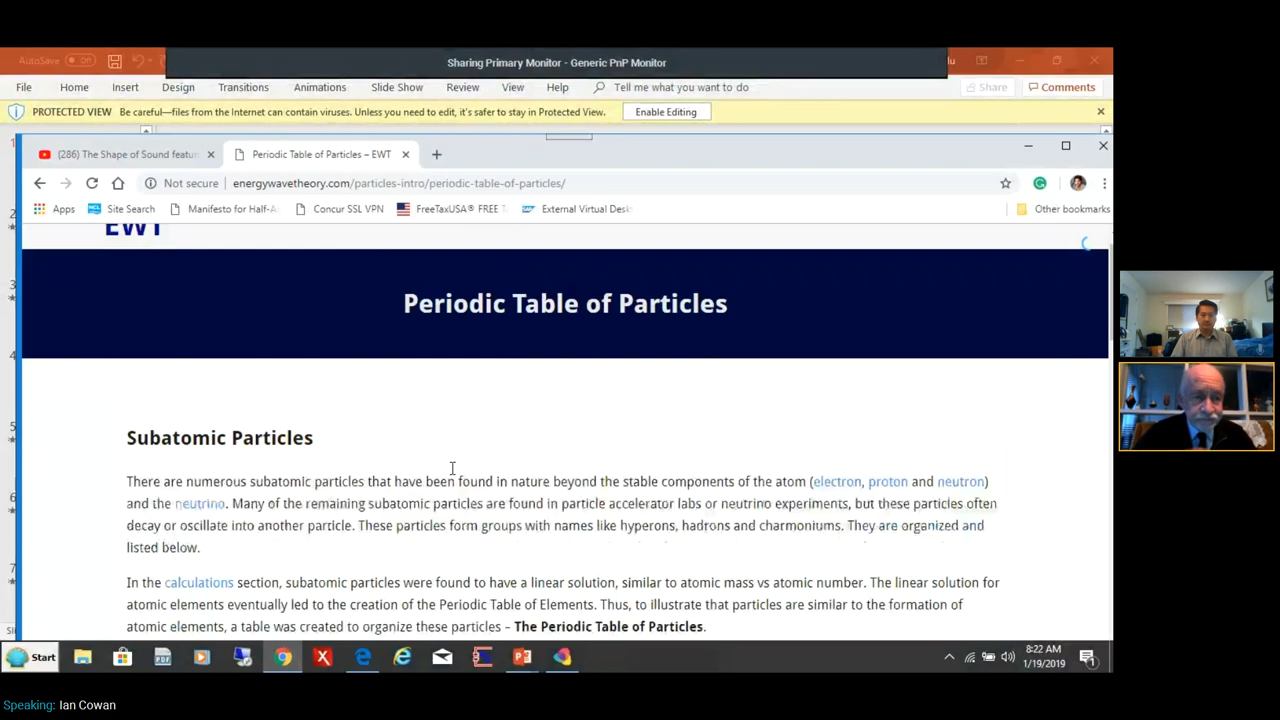 Sharing Primary Monitor - Generic PnP Monitor
AutoSave Off
File Home Insert Design Transitions Animations Slide Show Review View Help Tell me what you want to do Share Comments
PROTECTED VIEW Be careful—files from the Internet can contain viruses. Unless you need to edit, it's safer to stay in Protected View. Enable Editing
(286) The Shape of Sound featu Periodic Table of Particles – EWT
Not secure energywavetheory.com/particles-intro/periodic-table-of-particles/
Apps Site Search Manifesto for Half-A Concur SSL VPN FreeTaxUSA® FREE T External Virtual Desk Other bookmarks
EWT
Periodic Table of Particles
Subatomic Particles
There are numerous subatomic particles that have been found in nature beyond the stable components of the atom (electron, proton and neutron)
and the neutrino. Many of the remaining subatomic particles are found in particle accelerator labs or neutrino experiments, but these particles often
decay or oscillate into another particle. These particles form groups with names like hyperons, hadrons and charmoniums. They are organized and
listed below.
In the calculations section, subatomic particles were found to have a linear solution, similar to atomic mass vs atomic number. The linear solution for
atomic elements eventually led to the creation of the Periodic Table of Elements. Thus, to illustrate that particles are similar to the formation of
atomic elements, a table was created to organize these particles – The Periodic Table of Particles.
1
2
3
4
5
6
7
Start
8:22 AM
1/19/2019
1
Speaking: Ian Cowan